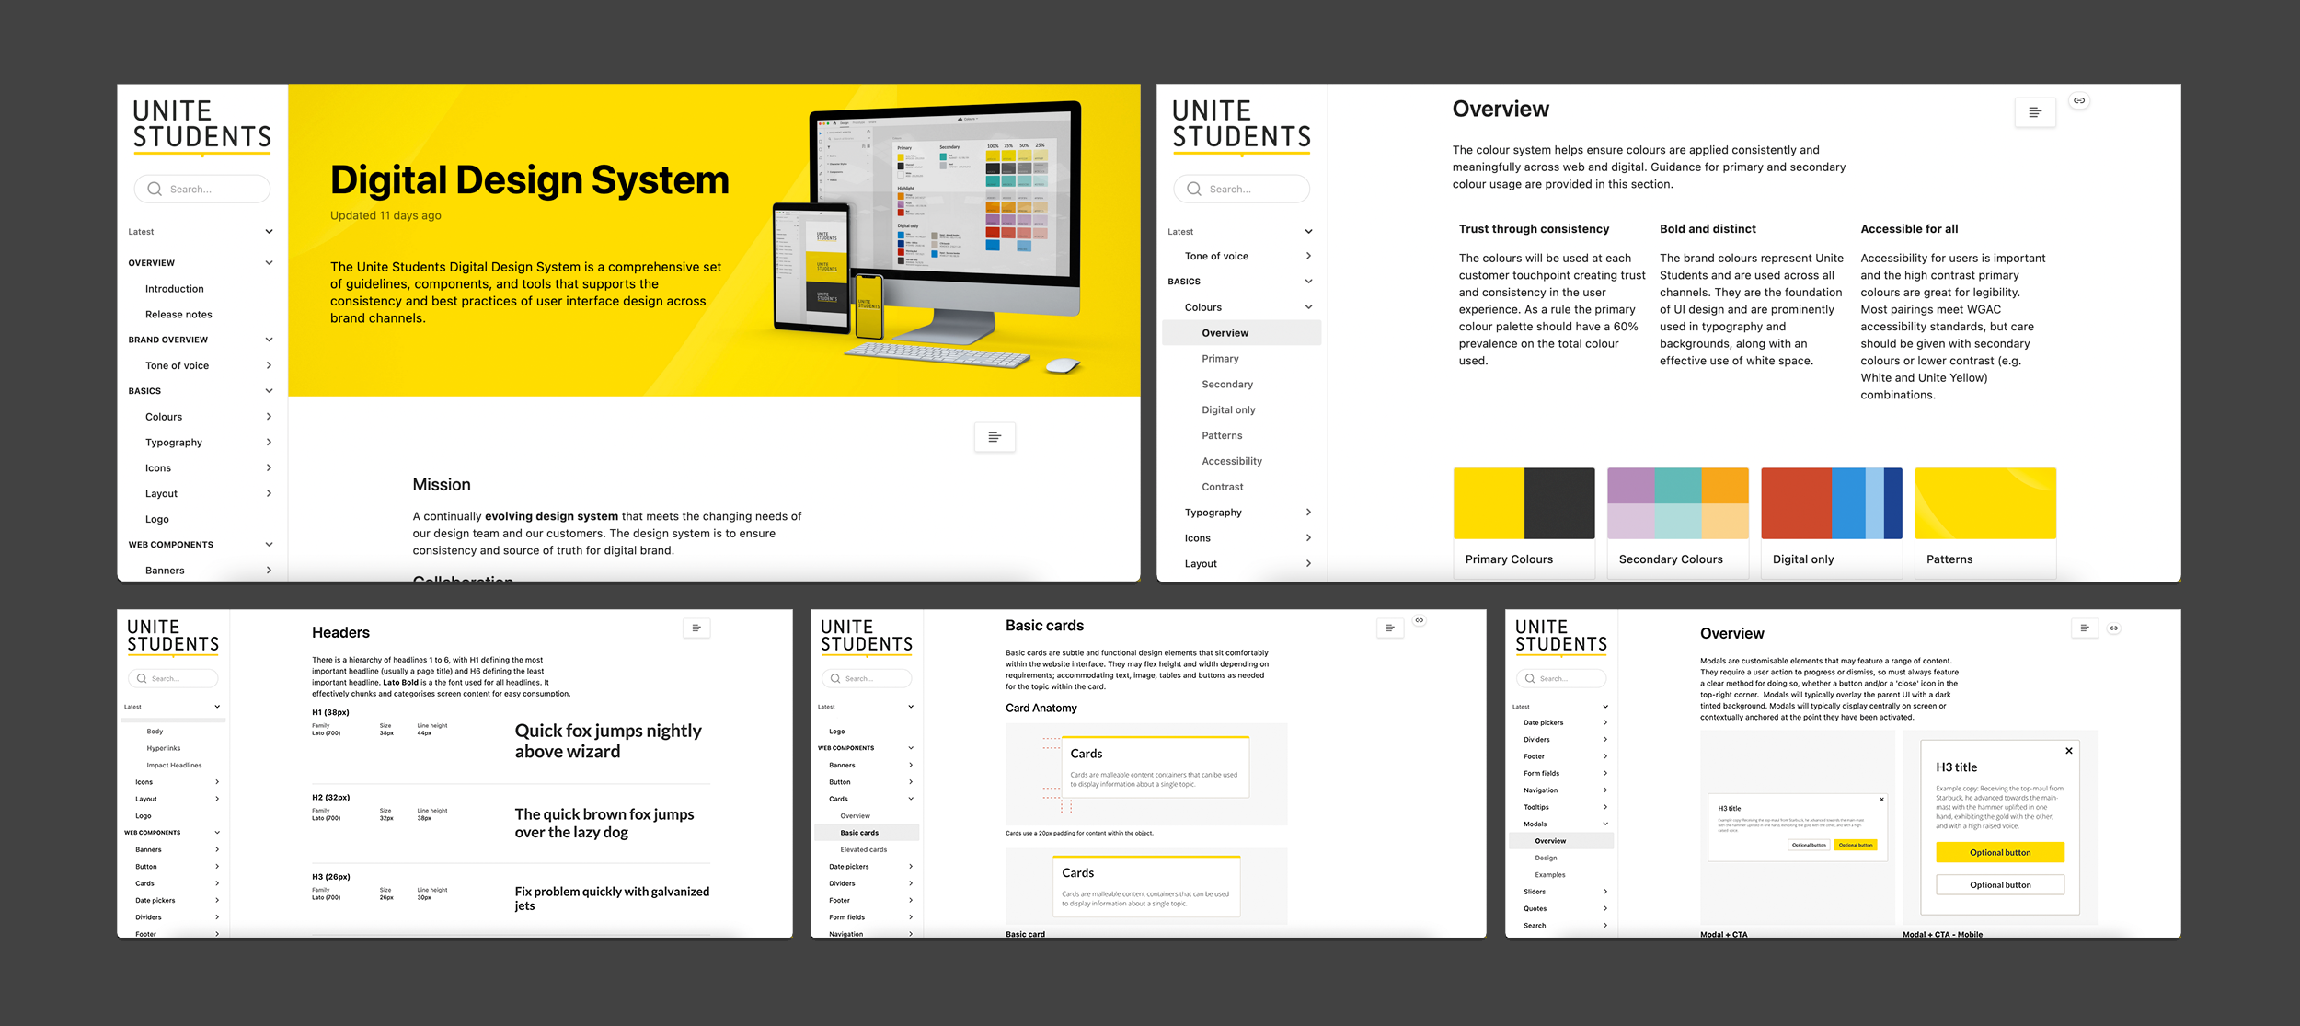 UNITE
STUDENTS
Search...
Latest
OVERVIEW
Introduction
Release notes
BRAND OVERVIEW
Tone of voice
BASICS
Colours
Typography
Icons
Layout
Logo
WEB COMPONENTS
Banners
Digital Design System
Updated 11 days ago
The Unite Students Digital Design System is a comprehensive set
of guidelines, components, and tools that supports the
consistency and best practices of user interface design across
brand channels.
Primary
Secondary
100% 75% 50% 25%
Highlight
Digital only
UNITE
STUDENTS
Mission
A continually evolving design system that meets the changing needs of
our design team and our customers. The design system is to ensure
consistency and source of truth for digital brand.
Collaboration
UNITE
STUDENTS
Search...
Latest
Tone of voice
BASICS
Colours
Overview
Primary
Secondary
Digital only
Patterns
Accessibility
Contrast
Typography
Icons
Layout
Overview
The colour system helps ensure colours are applied consistently and
meaningfully across web and digital. Guidance for primary and secondary
colour usage are provided in this section.
Trust through consistency
The colours will be used at each
customer touchpoint creating trust
and consistency in the user
experience. As a rule the primary
colour palette should have a 60%
prevalence on the total colour
used.
Bold and distinct
The brand colours represent Unite
Students and are used across all
channels. They are the foundation
of UI design and are prominently
used in typography and
backgrounds, along with an
effective use of white space.
Accessible for all
Accessibility for users is important
and the high contrast primary
colours are great for legibility.
Most pairings meet WGAC
accessibility standards, but care
should be given with secondary
colours or lower contrast (e.g.
White and Unite Yellow)
combinations.
Primary Colours
Secondary Colours
Digital only
Patterns
UNITE
STUDENTS
Search...
Latest
Body
Hyperlinks
Impact Headlines
Icons
Layout
Logo
WEB COMPONENTS
Banners
Button
Cards
Date pickers
Dividers
Footer
Headers
There is a hierarchy of headlines 1 to 6, with H1 defining the most
important headline (usually a page title) and H6 defining the least
important headline. Lato Bold is a the font used for all headlines. It
effectively chunks and categorises screen content for easy consumption.
H1 (38px)
Family Size Line height
Lato (700) 38px 44px
Quick fox jumps nightly
above wizard
H2 (32px)
Family Size Line height
Lato (700) 32px 38px
The quick brown fox jumps
over the lazy dog
H3 (26px)
Family Size Line height
Lato (700) 26px 30px
Fix problem quickly with galvanized
jets
UNITE
STUDENTS
Search...
Latest
Logo
WEB COMPONENTS
Banners
Button
Cards
Overview
Basic cards
Elevated cards
Date pickers
Dividers
Footer
Form fields
Navigation
Basic cards
Basic cards are subtle and functional design elements that sit comfortably
within the website interface. They may flex height and width depending on
requirements; accommodating text, image, tables and buttons as needed
for the topic within the card.
Card Anatomy
Cards
Cards are malleable content containers that can be used
to display information about a single topic.
Cards use a 20px padding for content within the object.
Cards
Cards are malleable content containers that can be used
to display information about a single topic.
Basic card
UNITE
STUDENTS
Search...
Latest
Date pickers
Dividers
Footer
Form fields
Navigation
Tooltips
Modals
Overview
Design
Examples
Sliders
Quotes
Search
Overview
Modals are customisable elements that may feature a range of content.
They require a user action to progress or dismiss, so must always feature
a clear method for doing so, whether a button and/or a 'close' icon in the
top-right corner. Modals will typically overlay the parent UI with a dark
tinted background. Modals will typically display centrally on screen or
contextually anchored at the point they have been activated.
H3 title
Optional button
Optional button
Modal + CTA
H3 title
Example copy: Receiving the top-maul from
Starbuck, he advanced towards the main-
mast with the hammer uplifted in one
hand, exhibiting the gold with the other,
and with a high raised voice.
Optional button
Optional button
Modal + CTA - Mobile